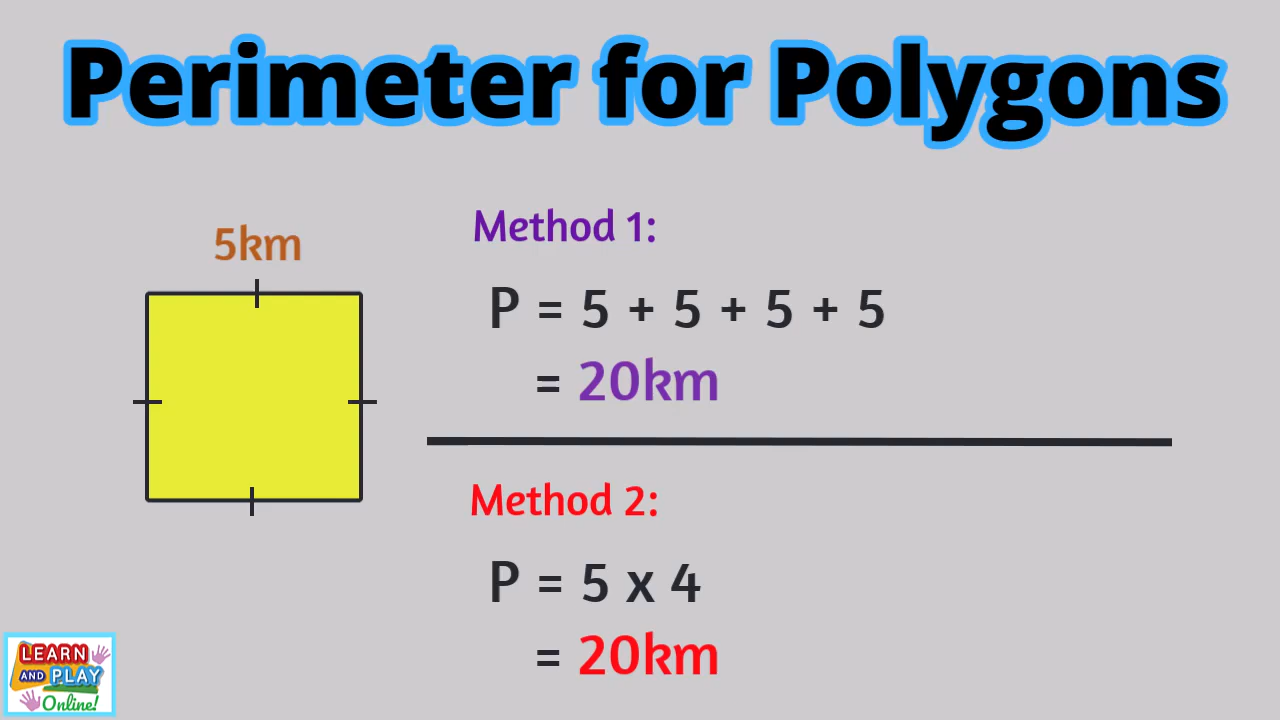 Perimeter for Polygons
5km
Method 1:
P = 5 + 5 + 5 + 5
= 20km
Method 2:
P = 5 x 4
= 20km
LEARN
AND PLAY
Online!